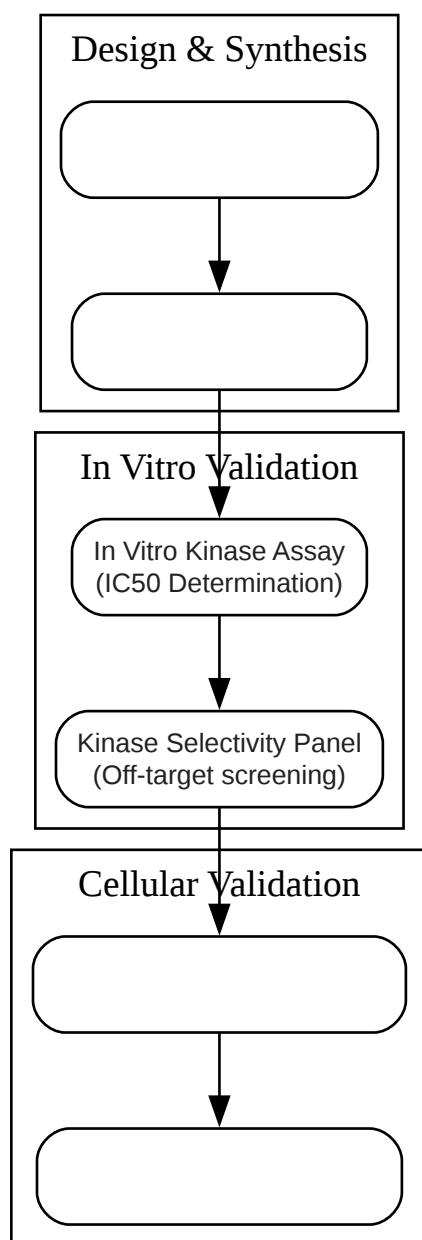 Design & Synthesis
In Vitro Validation
In Vitro Kinase Assay
(IC50 Determination)
Kinase Selectivity Panel
(Off-target screening)
Cellular Validation